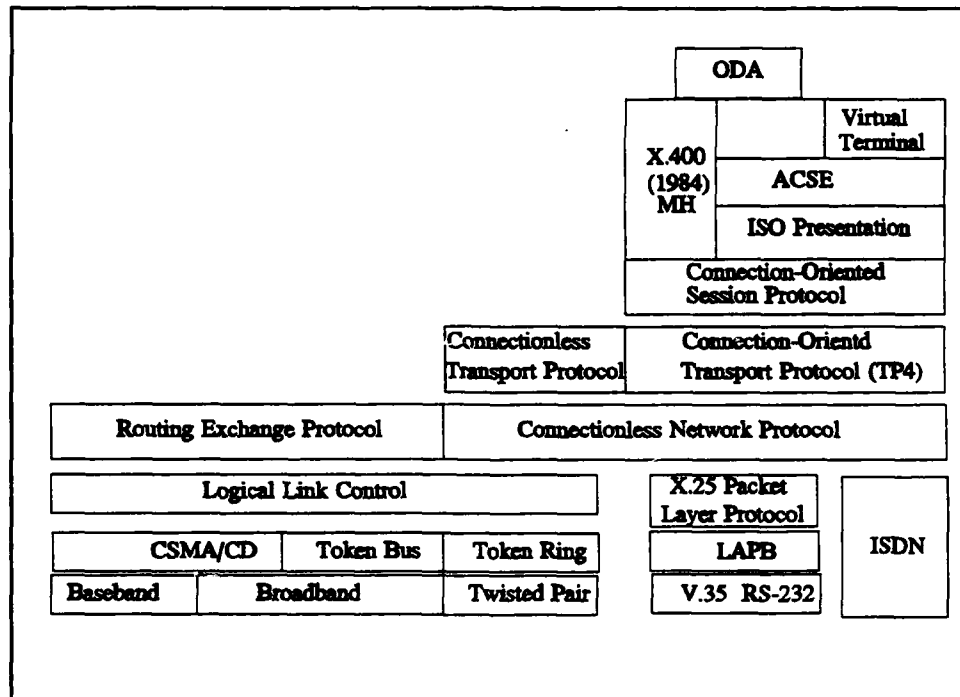 ODA
Virtual
Terminal
X.400
(1984)
MH
ACSE
ISO Presentation
Connection-Oriented
Session Protocol
Connectionless
Transport Protocol
Connection-Orientd
Transport Protocol (TP4)
Routing Exchange Protocol
Connectionless Network Protocol
Logical Link Control
X.25 Packet
Layer Protocol
ISDN
CSMA/CD
Token Bus
Token Ring
LAPB
Baseband
Broadband
Twisted Pair
V.35 RS-232